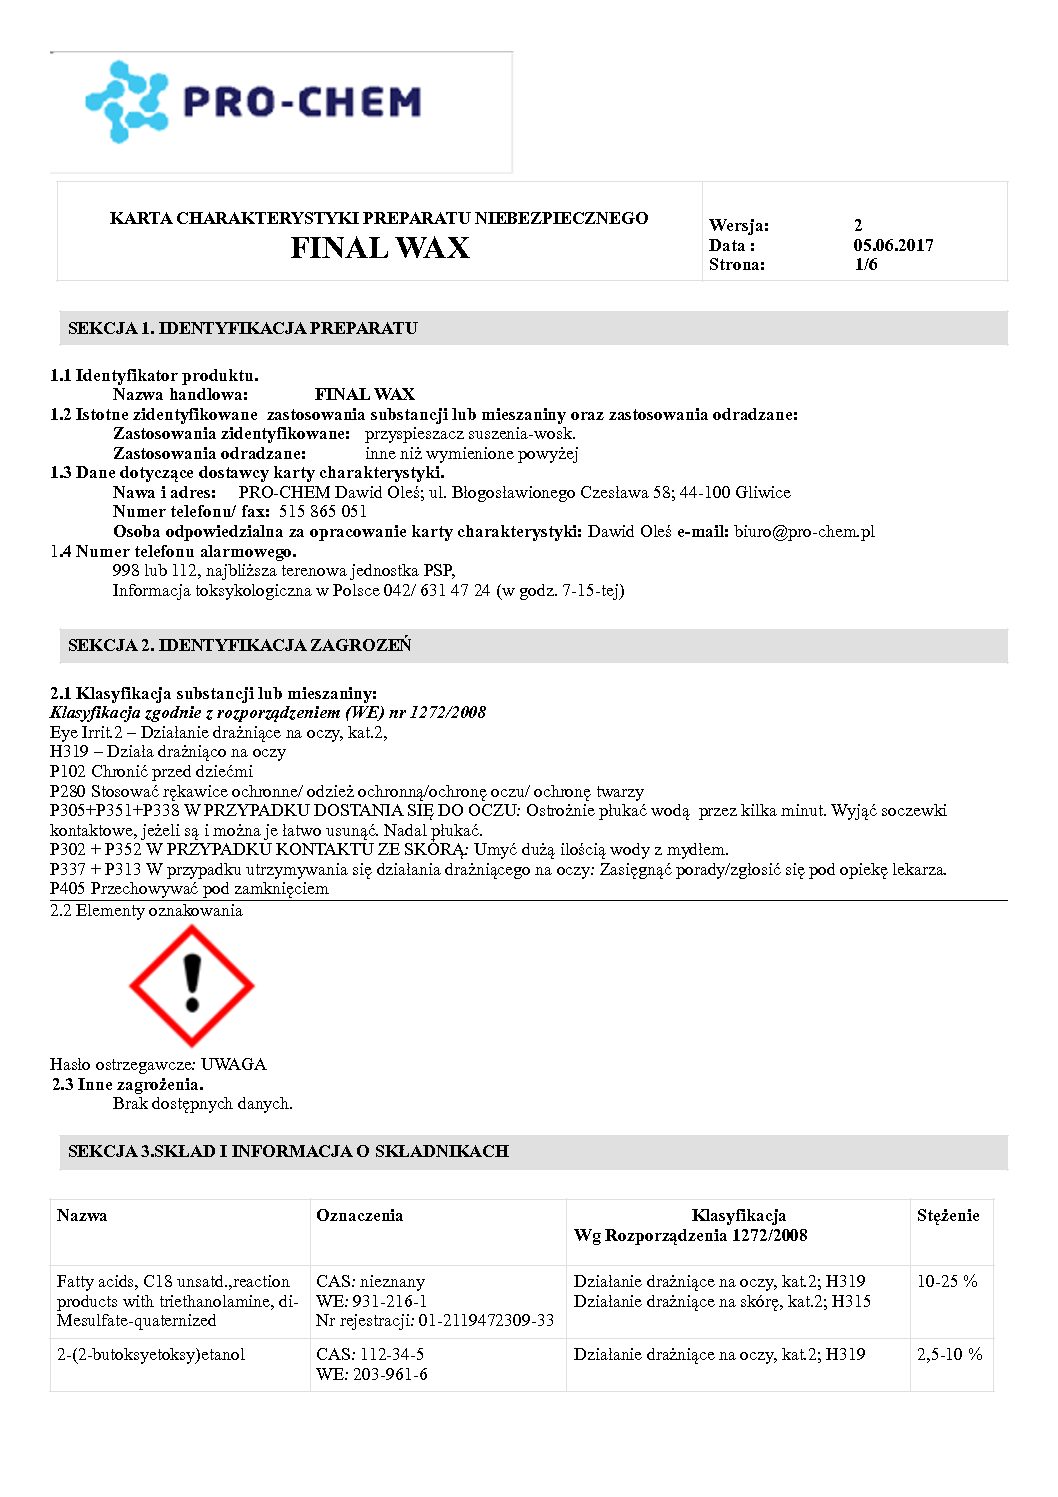 PRO-CHEM
KARTA CHARAKTERYSTYKI PREPARATU NIEBEZPIECZNEGO
FINAL WAX
Wersja: 2
Data : 05.06.2017
Strona: 1/6
SEKCJA 1. IDENTYFIKACJA PREPARATU
1.1 Identyfikator produktu.
Nazwa handlowa: FINAL WAX
1.2 Istotne zidentyfikowane zastosowania substancji lub mieszaniny oraz zastosowania odradzane:
Zastosowania zidentyfikowane: przyspieszacz suszenia-wosk.
Zastosowania odradzane: inne niż wymienione powyżej
1.3 Dane dotyczące dostawcy karty charakterystyki.
Nawa i adres: PRO-CHEM Dawid Oleś; ul. Błogosławionego Czesława 58; 44-100 Gliwice
Numer telefonu/ fax: 515 865 051
Osoba odpowiedzialna za opracowanie karty charakterystyki: Dawid Oleś e-mail: biuro@pro-chem.pl
1.4 Numer telefonu alarmowego.
998 lub 112, najbliższa terenowa jednostka PSP,
Informacja toksykologiczna w Polsce 042/ 631 47 24 (w godz. 7-15-tej)
SEKCJA 2. IDENTYFIKACJA ZAGROZEŃ
2.1 Klasyfikacja substancji lub mieszaniny:
Klasyfikacja zgodnie z rozporządzeniem (WE) nr 1272/2008
Eye Irrit.2 – Działanie drażniące na oczy, kat.2,
H319 – Działa drażniąco na oczy
P102 Chronić przed dziećmi
P280 Stosować rękawice ochronne/ odzież ochronną/ochronę oczu/ ochronę twarzy
P305+P351+P338 W PRZYPADKU DOSTANIA SIĘ DO OCZU: Ostrożnie płukać wodą przez kilka minut. Wyjąć soczewki
kontaktowe, jeżeli są i można je łatwo usunąć. Nadal płukać.
P302 + P352 W PRZYPADKU KONTAKTU ZE SKÓRĄ: Umyć dużą ilością wody z mydłem.
P337 + P313 W przypadku utrzymywania się działania drażniącego na oczy: Zasięgnąć porady/zgłosić się pod opiekę lekarza.
P405 Przechowywać pod zamknięciem
2.2 Elementy oznakowania
Hasło ostrzegawcze: UWAGA
2.3 Inne zagrożenia.
Brak dostępnych danych.
SEKCJA 3.SKŁAD I INFORMACJA O SKŁADNIKACH
Nazwa Oznaczenia Klasyfikacja Stężenie
Wg Rozporządzenia 1272/2008
Fatty acids, C18 unsatd.,reaction CAS: nieznany Działanie drażniące na oczy, kat.2; H319 10-25 %
products with triethanolamine, di- WE: 931-216-1 Działanie drażniące na skórę, kat.2; H315
Mesulfate-quaternized Nr rejestracji: 01-2119472309-33
2-(2-butoksyetoksy)etanol CAS: 112-34-5 Działanie drażniące na oczy, kat.2; H319 2,5-10 %
WE: 203-961-6